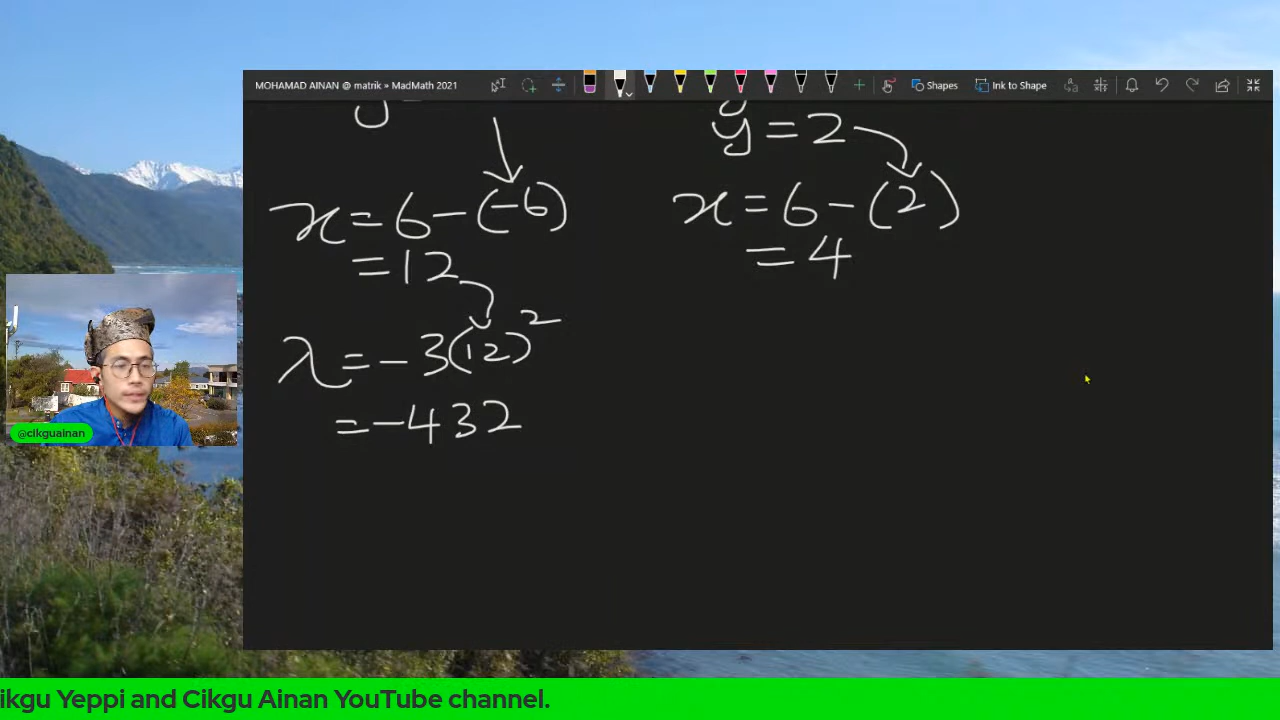 MOHAMAD AINAN @ matrik » MadMath 2021
Shapes
Ink to Shape
y
y = 2
x = 6 - (-6)
= 12
x = 6 - (2)
= 4
λ = - 3(12)²
= - 432
@cikguainan
ikgu Yeppi and Cikgu Ainan YouTube channel.